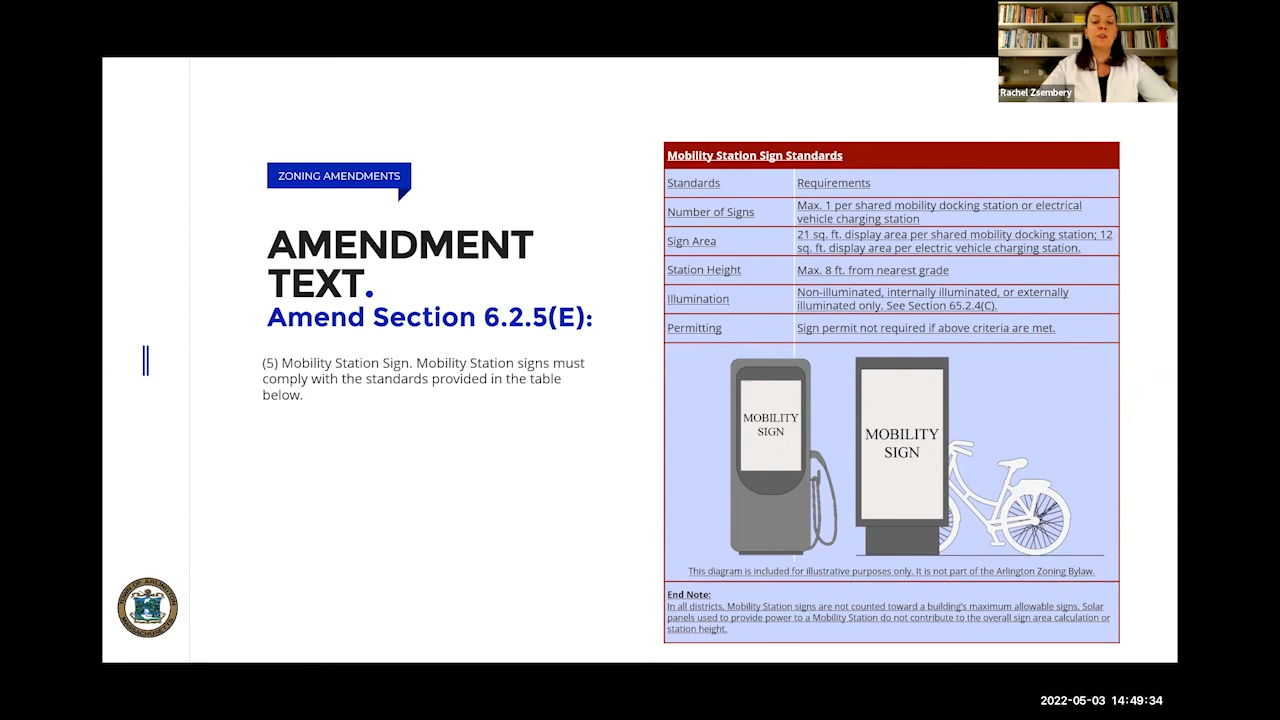 Rachel Zsembery
ZONING AMENDMENTS
AMENDMENT
TEXT.
Amend Section 6.2.5(E):
(5) Mobility Station Sign. Mobility Station signs must
comply with the standards provided in the table
below.
Mobility Station Sign Standards
Standards Requirements
Number of Signs Max. 1 per shared mobility docking station or electrical
vehicle charging station
Sign Area 21 sq. ft. display area per shared mobility docking station; 12
sq. ft. display area per electric vehicle charging station.
Station Height Max. 8 ft. from nearest grade
Illumination Non-illuminated, internally illuminated, or externally
illuminated only. See Section 65.2.4(C).
Permitting Sign permit not required if above criteria are met.
MOBILITY
SIGN
MOBILITY
SIGN
This diagram is included for illustrative purposes only. It is not part of the Arlington Zoning Bylaw.
End Note:
In all districts, Mobility Station signs are not counted toward a building's maximum allowable signs. Solar
panels used to provide power to a Mobility Station do not contribute to the overall sign area calculation or
station height.
TOWN OF ARLINGTON
MASSACHUSETTS
2022-05-03 14:49:34